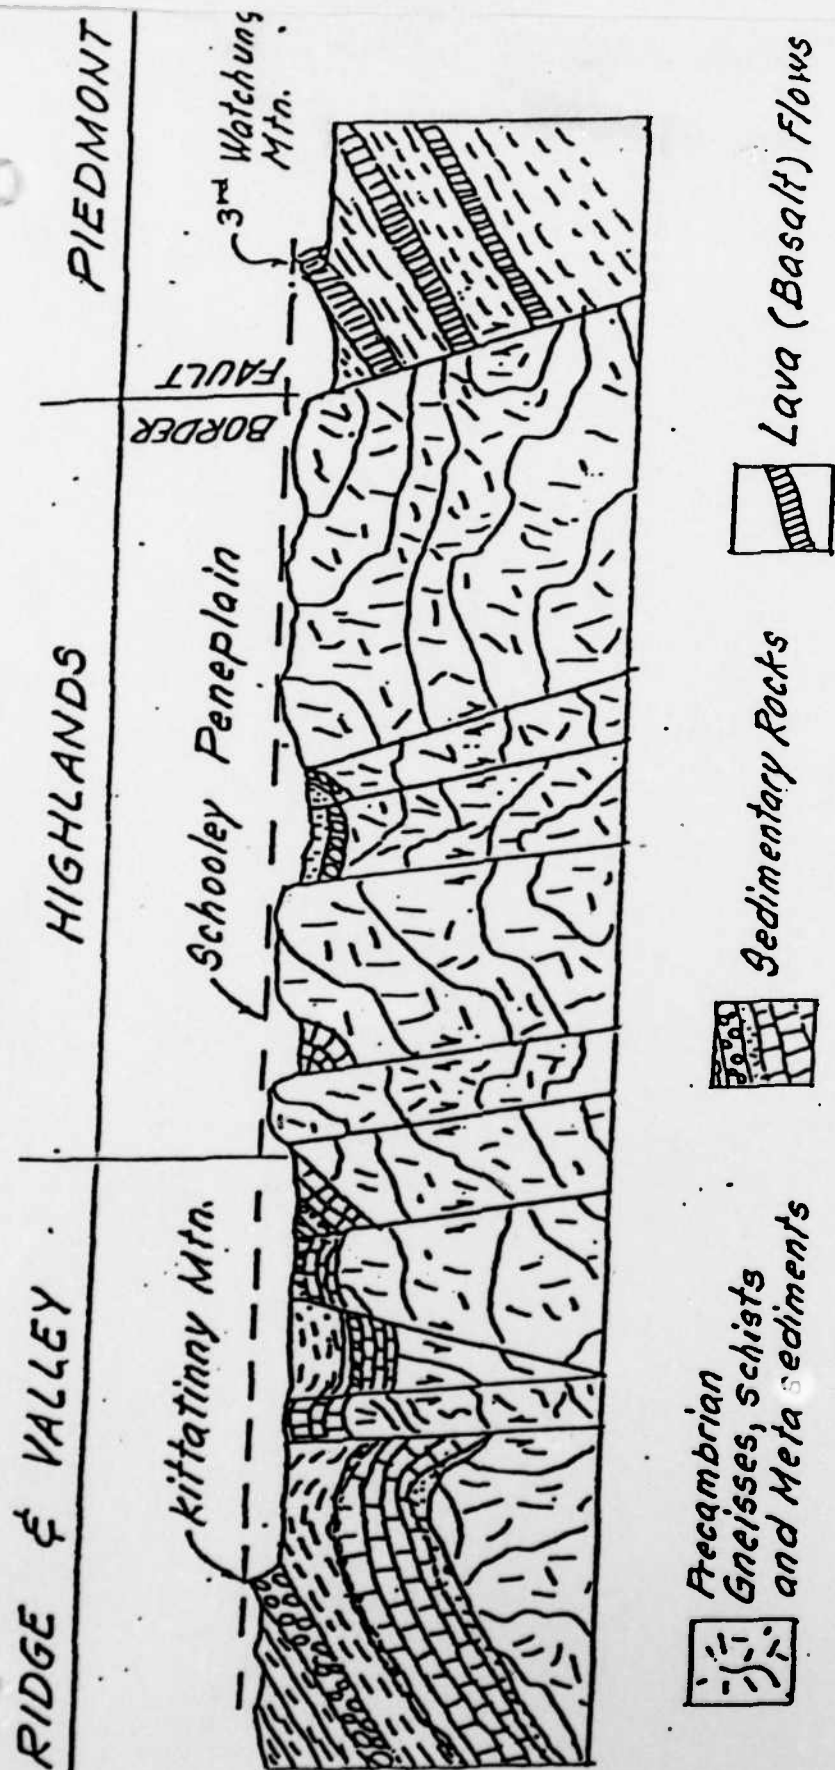 RIDGE & VALLEY
HIGHLANDS
PIEDMONT
Kittatinny Mtn.
Schooley Peneplain
BORDER
FAULT
3rd Watchung
Mtn.
Precambrian
Gneisses, schists
and Meta sediments
Sedimentary Rocks
Lava (Basalt) Flows